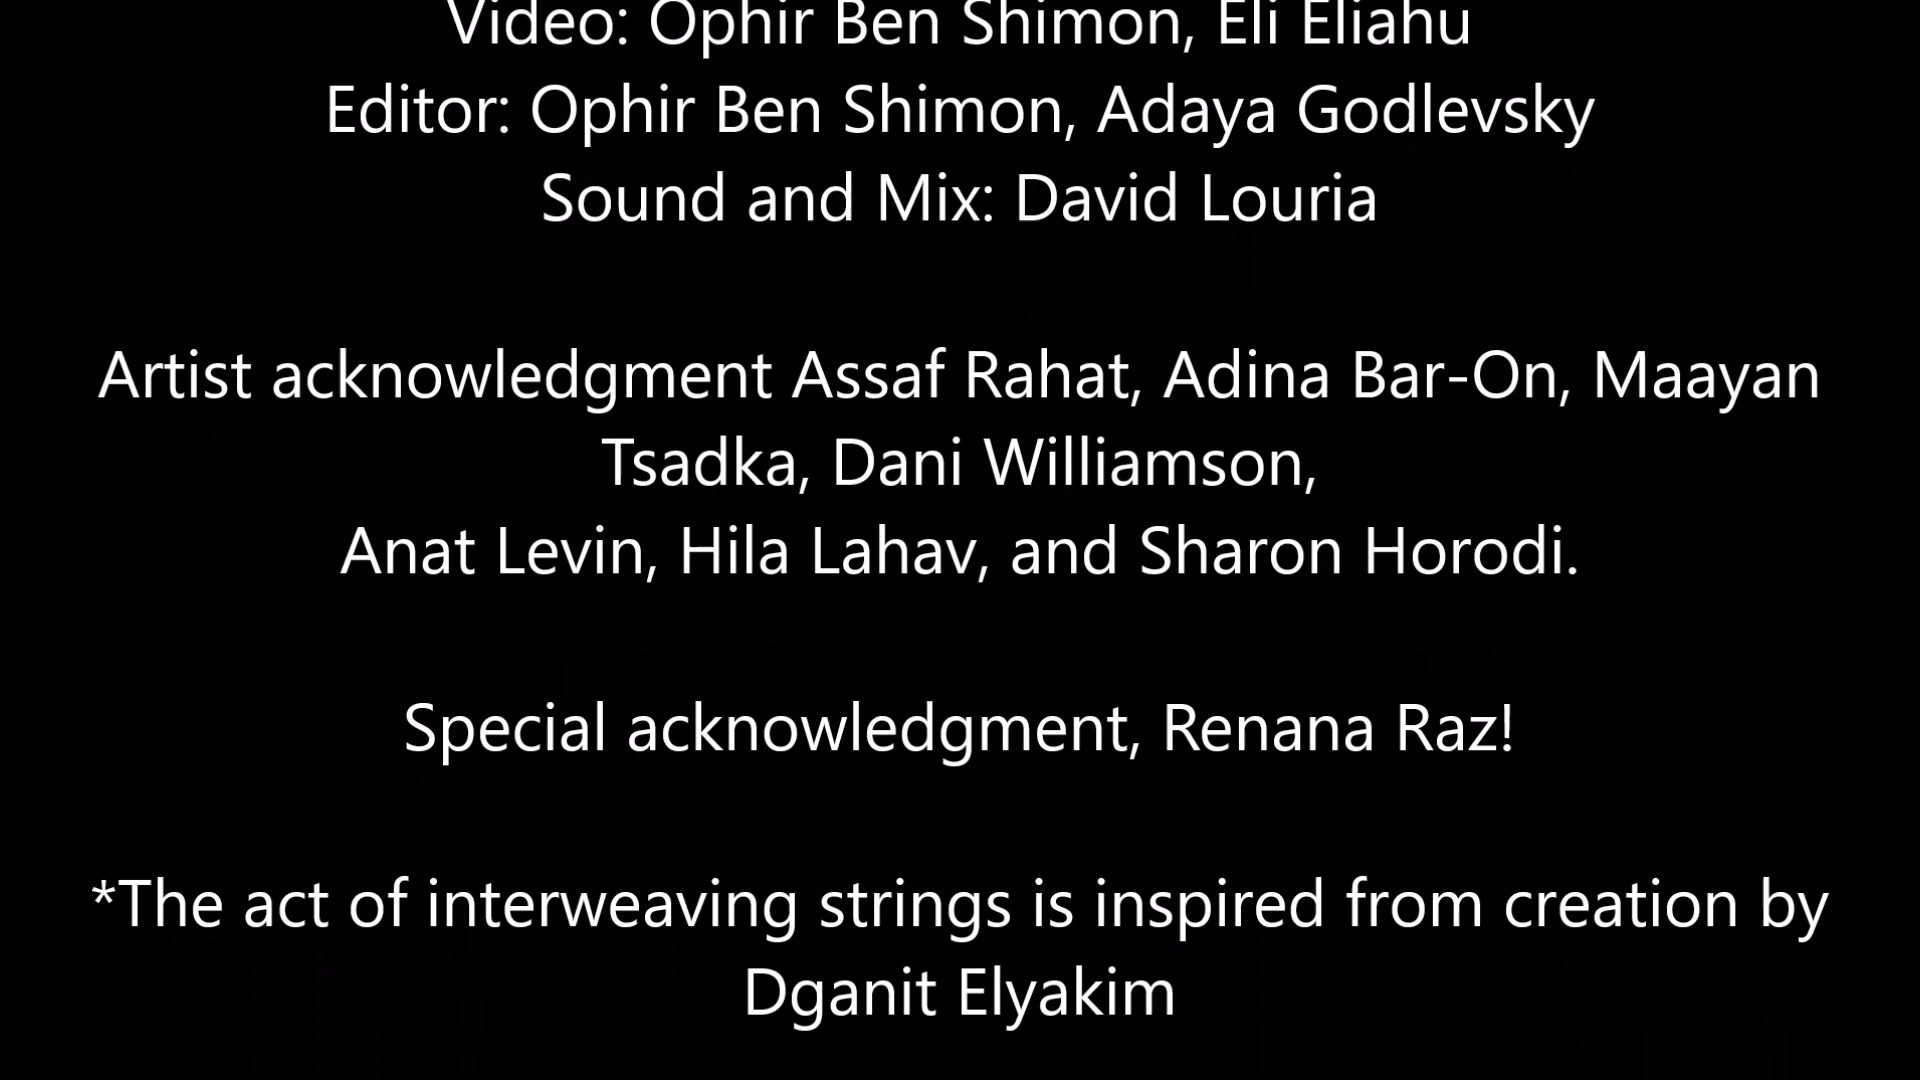 Video: Ophir Ben Shimon, Eli Eliahu
Editor: Ophir Ben Shimon, Adaya Godlevsky
Sound and Mix: David Louria
Artist acknowledgment Assaf Rahat, Adina Bar-On, Maayan
Tsadka, Dani Williamson,
Anat Levin, Hila Lahav, and Sharon Horodi.
Special acknowledgment, Renana Raz!
*The act of interweaving strings is inspired from creation by
Dganit Elyakim